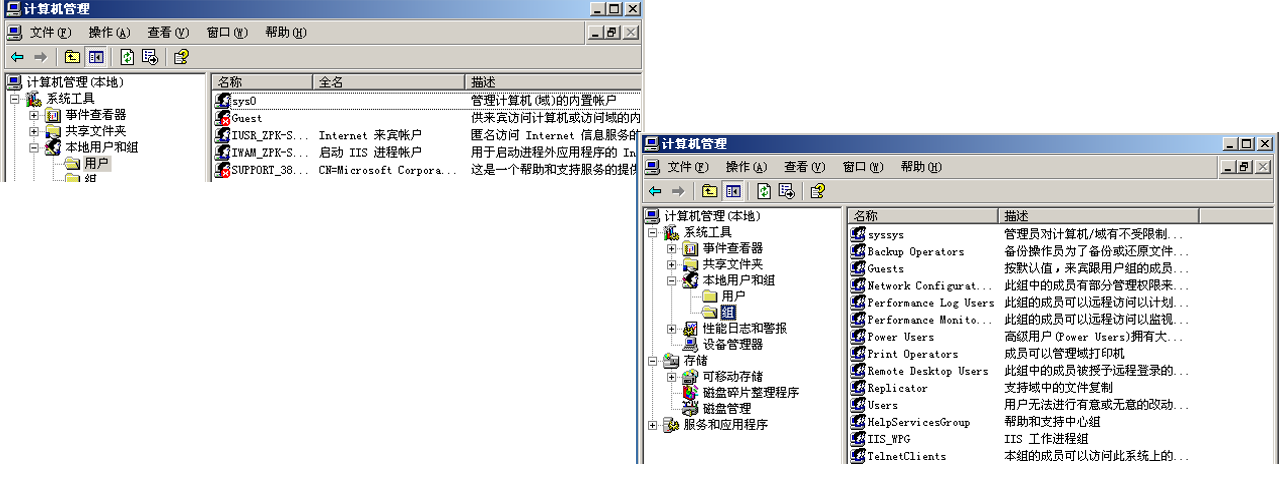 计算机管理
文件(F) 操作(A) 查看(V) 窗口(W) 帮助(H)
计算机管理(本地)
系统工具
事件查看器
共享文件夹
本地用户和组
用户
组
名称 全名 描述
sys0 管理计算机(域)的内置帐户
Guest 供来宾访问计算机或访问域的内
IUSR_ZPK-S... Internet 来宾帐户 匿名访问 Internet 信息服务的
IWAM_ZPK-S... 启动 IIS 进程帐户 用于启动进程外应用程序的 In
SUPPORT_38... CN=Microsoft Corpora... 这是一个帮助和支持服务的提供
计算机管理
文件(F) 操作(A) 查看(V) 窗口(W) 帮助(H)
计算机管理(本地)
系统工具
事件查看器
共享文件夹
本地用户和组
用户
组
性能日志和警报
设备管理器
存储
可移动存储
磁盘碎片整理程序
磁盘管理
服务和应用程序
名称 描述
syssys 管理员对计算机/域有不受限制...
Backup Operators 备份操作员为了备份或还原文件...
Guests 按默认值，来宾跟用户组的成员...
Network Configurat... 此组中的成员有部分管理权限来...
Performance Log Users 此组的成员可以远程访问以计划...
Performance Monito... 此组的成员可以远程访问以监视...
Power Users 高级用户(Power Users)拥有大...
Print Operators 成员可以管理域打印机
Remote Desktop Users 此组中的成员被授予远程登录的...
Replicator 支持域中的文件复制
Users 用户无法进行有意或无意的改动...
HelpServicesGroup 帮助和支持中心组
IIS_WPG IIS 工作进程组
TelnetClients 本组的成员可以访问此系统上的...